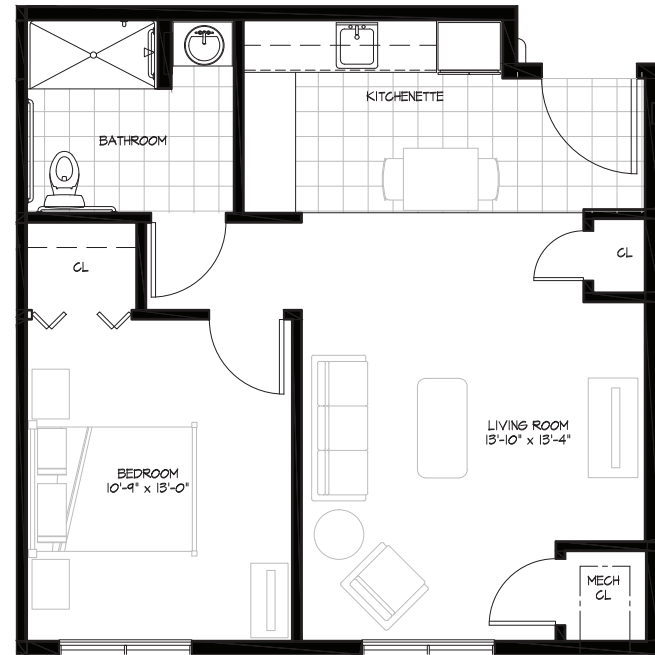 KITCHENETTE
BATHROOM
CL
CL
LIVING ROOM
13'-10" x 13'-4"
BEDROOM
10'-9" x 13'-0"
MECH
CL